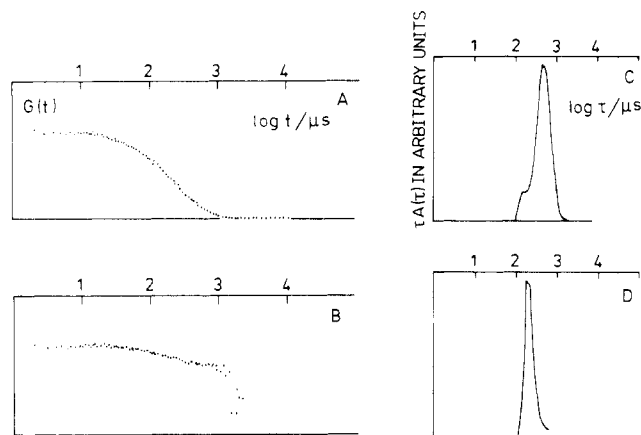 1 2 3 4
G(t)
A
log t/μs
1 2 3 4
B
τA(τ) IN ARBITRARY UNITS
1 2 3 4
C
log τ/μs
1 2 3 4
D